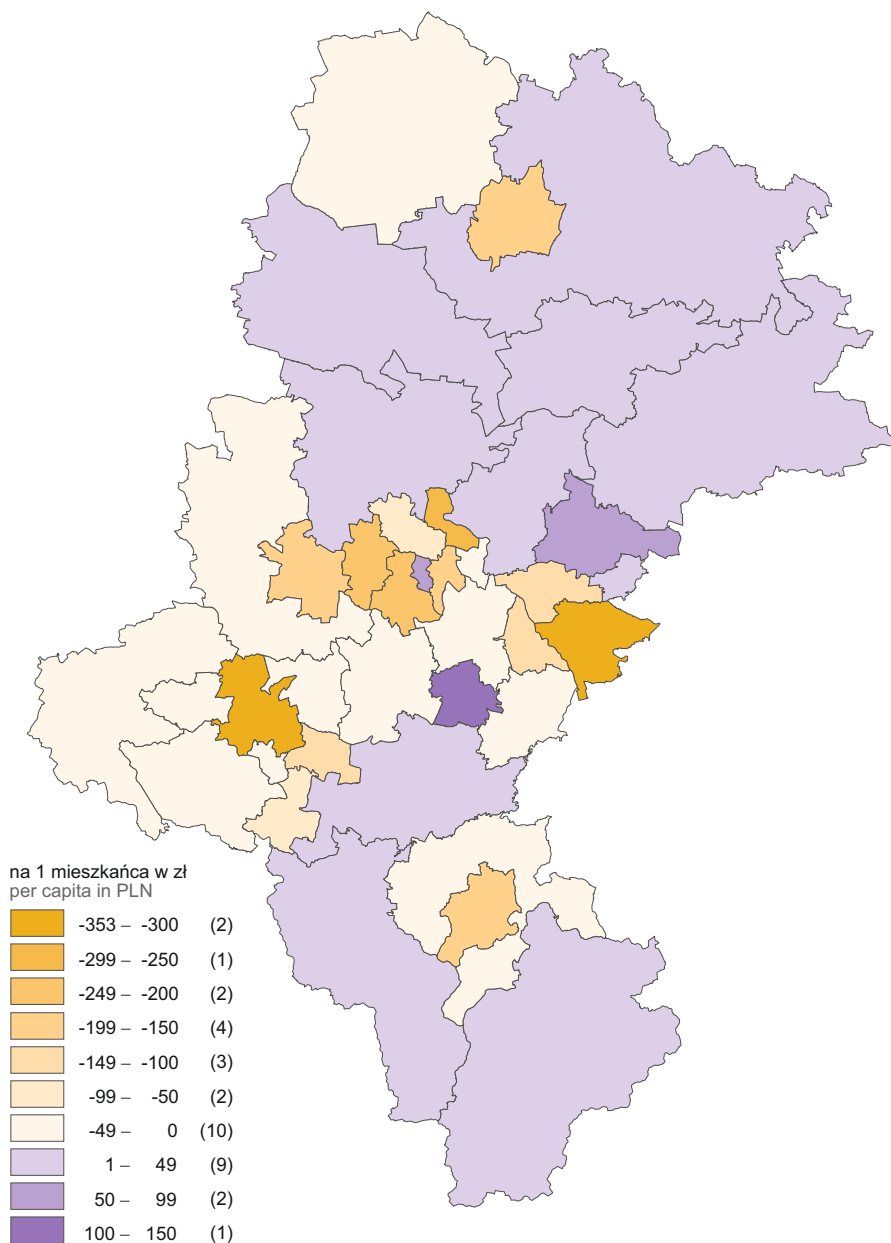 na 1 mieszkańca w zł
per capita in PLN
-353 – -300 (2)
-299 – -250 (1)
-249 – -200 (2)
-199 – -150 (4)
-149 – -100 (3)
-99 – -50 (2)
-49 – 0 (10)
1 – 49 (9)
50 – 99 (2)
100 – 150 (1)